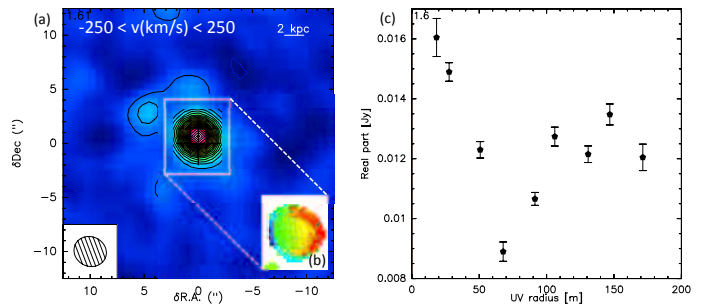 (a)
1.61
-250 < v(km/s) < 250
2 kpc
10
5
0
-5
-10
δDec ('')
10 5 0 -5 -10
δR.A. ('')
(b)
(c)
1.6
0.016
0.014
0.012
0.01
0.008
Real part [Jy]
0 50 100 150 200
UV radius [m]